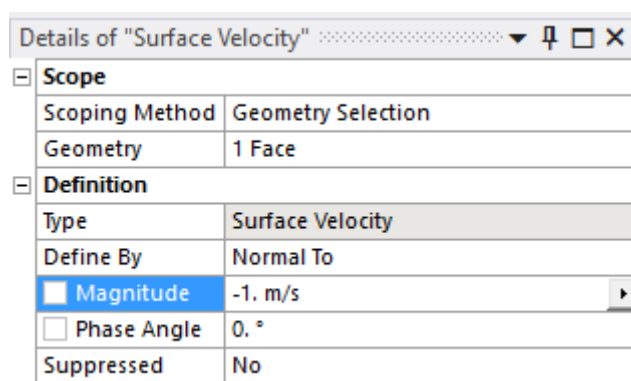 Details of "Surface Velocity"
Scope
Scoping Method Geometry Selection
Geometry 1 Face
Definition
Type Surface Velocity
Define By Normal To
Magnitude -1. m/s
Phase Angle 0. °
Suppressed No